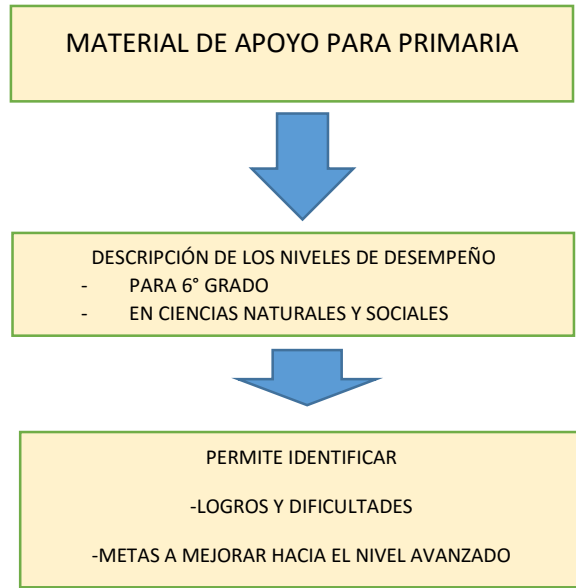 MATERIAL DE APOYO PARA PRIMARIA
DESCRIPCIÓN DE LOS NIVELES DE DESEMPEÑO
- PARA 6° GRADO
- EN CIENCIAS NATURALES Y SOCIALES
PERMITE IDENTIFICAR
-LOGROS Y DIFICULTADES
-METAS A MEJORAR HACIA EL NIVEL AVANZADO